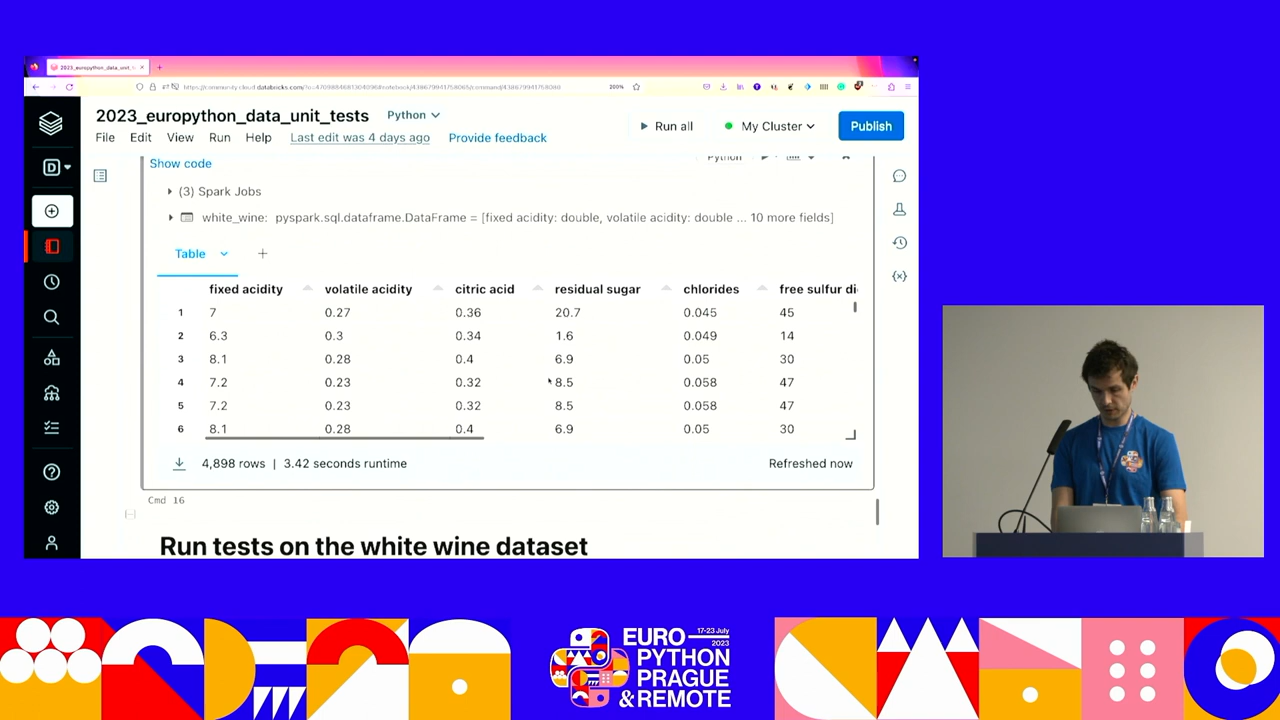 2023_europython_data_unit_t
2023_europython_data_unit_tests
Python
File Edit View Run Help Last edit was 4 days ago Provide feedback
Run all
My Cluster
Publish
D
Show code
Python
(3) Spark Jobs
white_wine: pyspark.sql.dataframe.DataFrame = [fixed acidity: double, volatile acidity: double ... 10 more fields]
Table +
fixed acidity volatile acidity citric acid residual sugar chlorides free sulfur di
1 7 0.27 0.36 20.7 0.045 45
2 6.3 0.3 0.34 1.6 0.049 14
3 8.1 0.28 0.4 6.9 0.05 30
4 7.2 0.23 0.32 8.5 0.058 47
5 7.2 0.23 0.32 8.5 0.058 47
6 8.1 0.28 0.4 6.9 0.05 30
4,898 rows | 3.42 seconds runtime
Refreshed now
Cmd 16
Run tests on the white wine dataset
EURO 17-23 July 2023
PYTHON
PRAGUE
& REMOTE